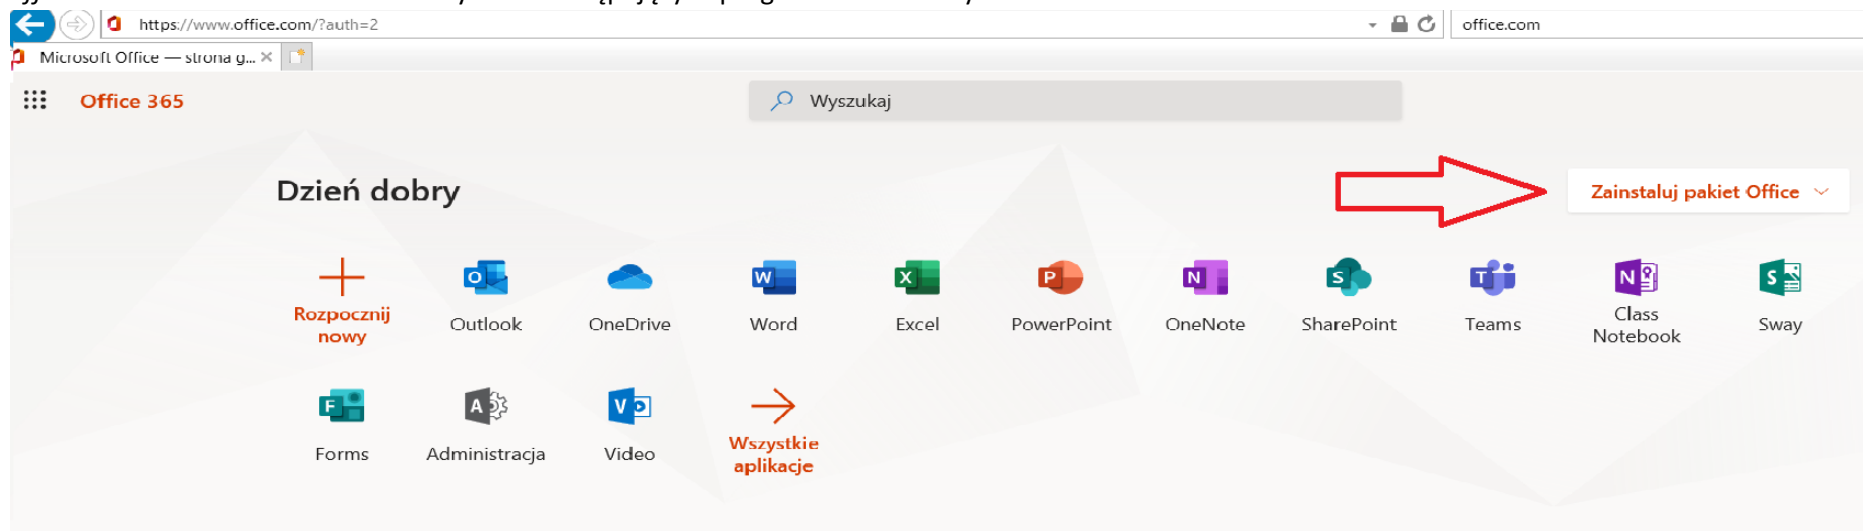 https://www.office.com/?auth=2
office.com
Microsoft Office — strona g...
Office 365
Wyszukaj
Dzień dobry
Zainstaluj pakiet Office
Rozpocznij
nowy
Outlook
OneDrive
Word
Excel
PowerPoint
OneNote
SharePoint
Teams
Class
Notebook
Sway
Forms
Administracja
Video
Wszystkie
aplikacje